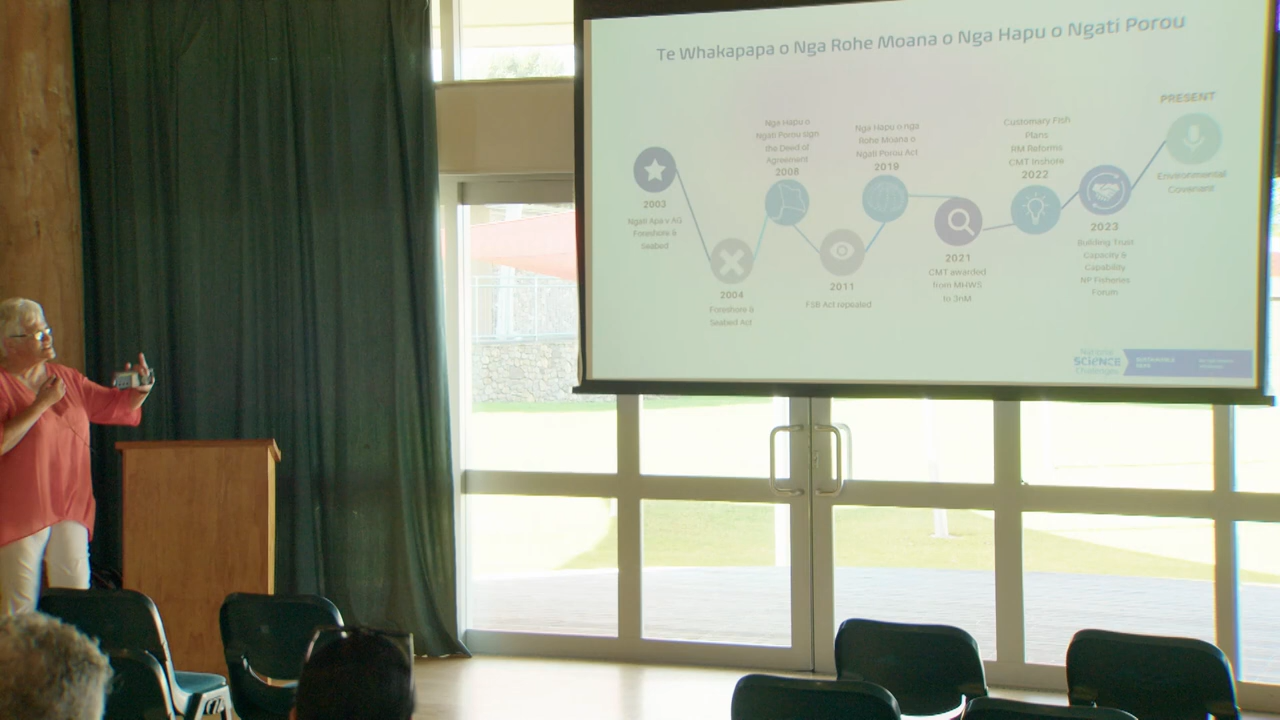 Te Whakapapa o Nga Rohe Moana o Nga Hapu o Ngati Porou
2003
Ngati Apa v AG
Foreshore &
Seabed
2004
Foreshore &
Seabed Act
Nga Hapu o
Ngati Porou sign
the Deed of
Agreement
2008
2011
FSB Act repealed
Nga Hapu o nga
Rohe Moana o
Ngati Porou Act
2019
2021
CMT awarded
from MHWS
to 3nM
Customary Fish
Plans
RM Reforms
CMT Inshore
2022
2023
Building Trust
Capacity &
Capability
NP Fisheries
Forum
PRESENT
Environmental
Covenant
National
SCIENCE
Challenges